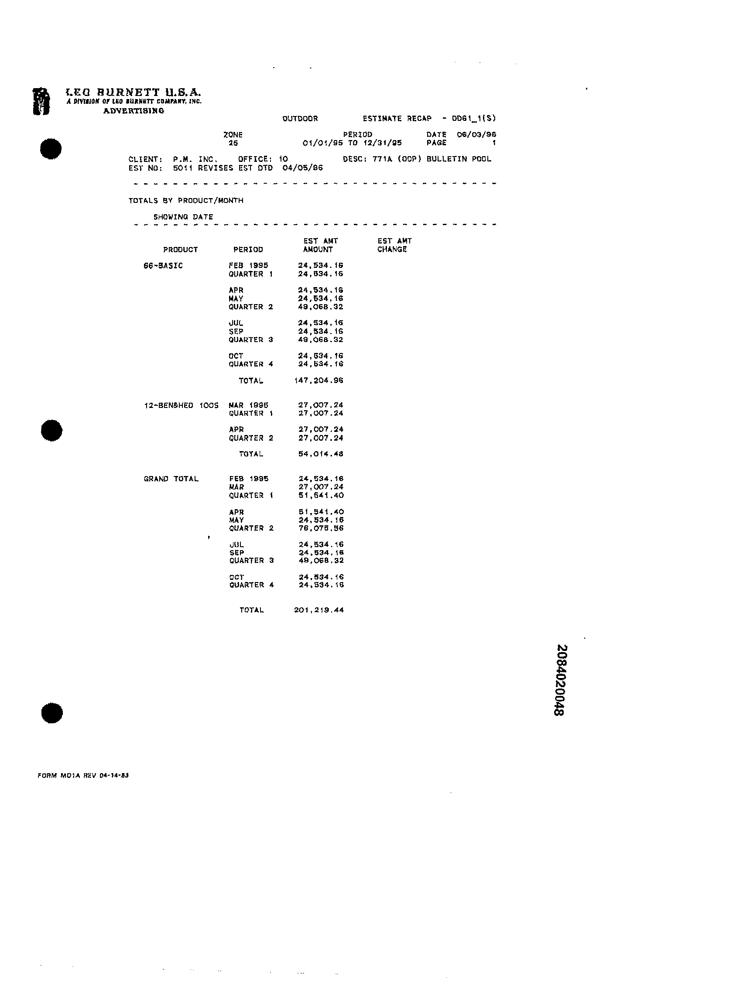 LEO BURNETT U.S.A.
A DIVISION OF LEO BURNETT COMPANY, INC.
ADVERTISING
OUTDOOR ESTIMATE RECAP - OD61_1(S)
ZONE PERIOD DATE 06/03/96
25 01/01/95 TO 12/31/95 PAGE 1
CLIENT: P.M. INC. OFFICE: 10 DESC: 771A (OOP) BULLETIN POOL
EST NO: 5011 REVISES EST DTD 04/05/96
TOTALS BY PRODUCT/MONTH
SHOWING DATE
EST AMT EST AMT
PRODUCT PERIOD AMOUNT CHANGE
66-BASIC FEB 1995 24,534.16
QUARTER 1 24,534.16
APR 24,534.16
MAY 24,534.16
QUARTER 2 49,068.32
JUL 24,534.16
SEP 24,534.16
QUARTER 3 49,068.32
OCT 24,534.16
QUARTER 4 24,534.16
TOTAL 147,204.96
12-BEN&HED 100S MAR 1995 27,007.24
QUARTER 1 27,007.24
APR 27,007.24
QUARTER 2 27,007.24
TOTAL 54,014.48
GRAND TOTAL FEB 1995 24,534.16
MAR 27,007.24
QUARTER 1 51,541.40
APR 51,541.40
MAY 24,534.16
QUARTER 2 76,075.56
JUL 24,534.16
SEP 24,534.16
QUARTER 3 49,068.32
OCT 24,534.16
QUARTER 4 24,534.16
TOTAL 201,219.44
2084020048
FORM MD1A REV 04-14-83